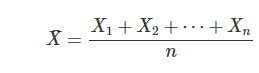 X̄ = (X₁ + X₂ + ⋯ + Xₙ) / n